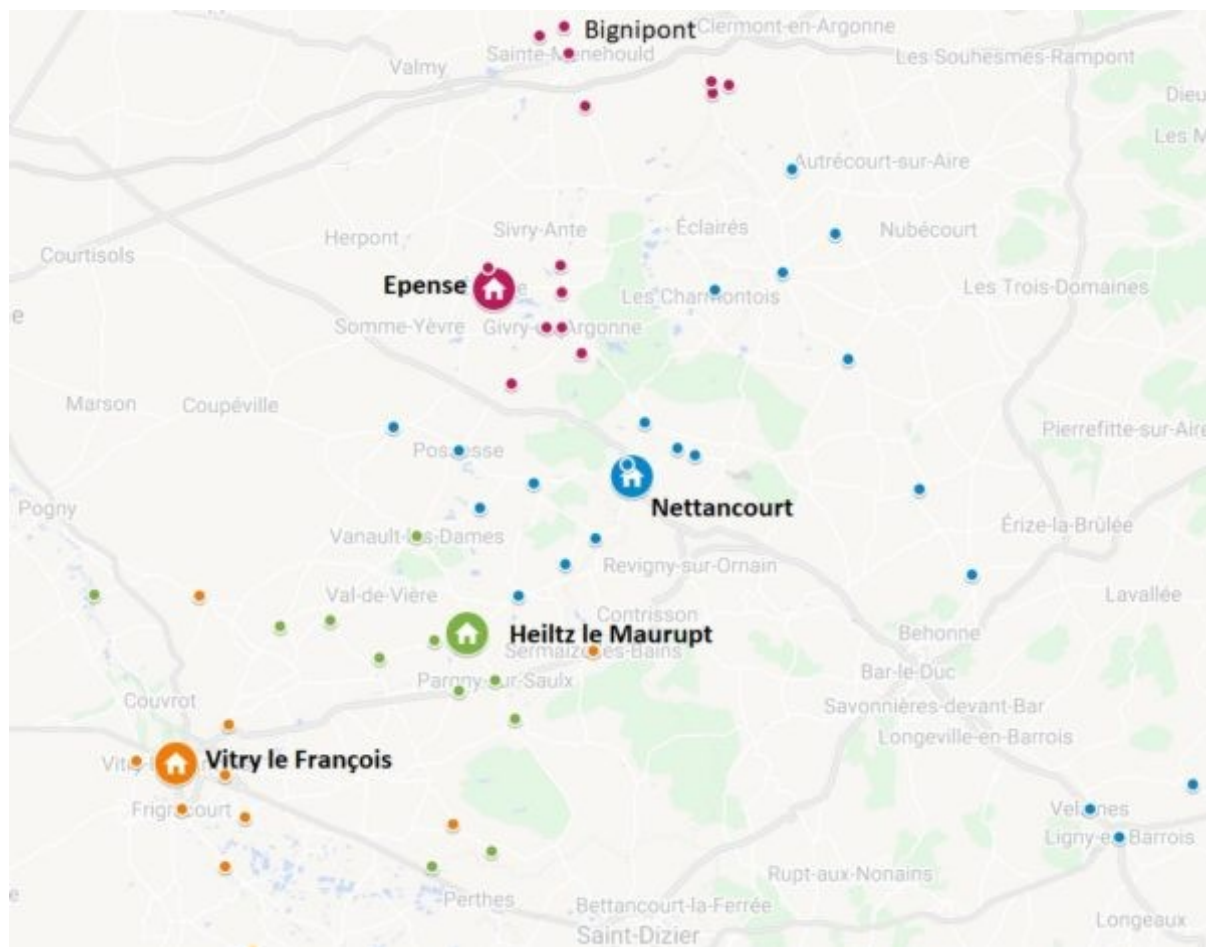 Bignipont
Clermont-en-Argonne
Sainte-Menehould
Les Souhesmes-Rampont
Valmy
Dieu
Les M
Autrécourt-sur-Aire
Sivry-Ante
Éclairés
Nubécourt
Herpont
Courtisols
Epense
Les Charmontois
Les Trois-Domaines
e
Somme-Yèvre
Givry-en-Argonne
Marson
Coupéville
Pierrefitte-sur-Aire
Possesse
Nettancourt
Pogny
Érize-la-Brûlée
Vanault-les-Dames
Revigny-sur-Ornain
Val-de-Vière
Lavallée
Contrisson
Heiltz le Maurupt
Behonne
Sermaize-les-Bains
Bar-le-Duc
Pargny-sur-Saulx
Couvrot
Savonnières-devant-Bar
Longeville-en-Barrois
Vitry le François
Frignicourt
Velaines
Ligny-en-Barrois
Rupt-aux-Nonains
Perthes
Bettancourt-la-Ferrée
Longeaux
Saint-Dizier